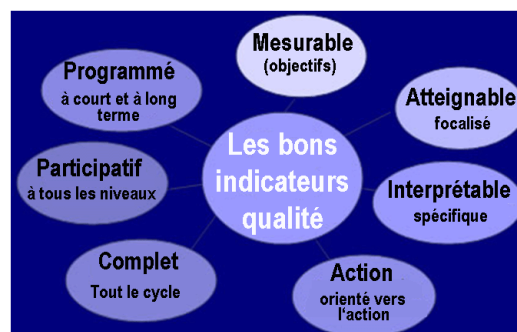 Les bons
indicateurs
qualité
Mesurable
(objectifs)
Atteignable
focalisé
Interprétable
spécifique
Action
orienté vers
l'action
Complet
Tout le cycle
Participatif
à tous les niveaux
Programmé
à court et à long
terme